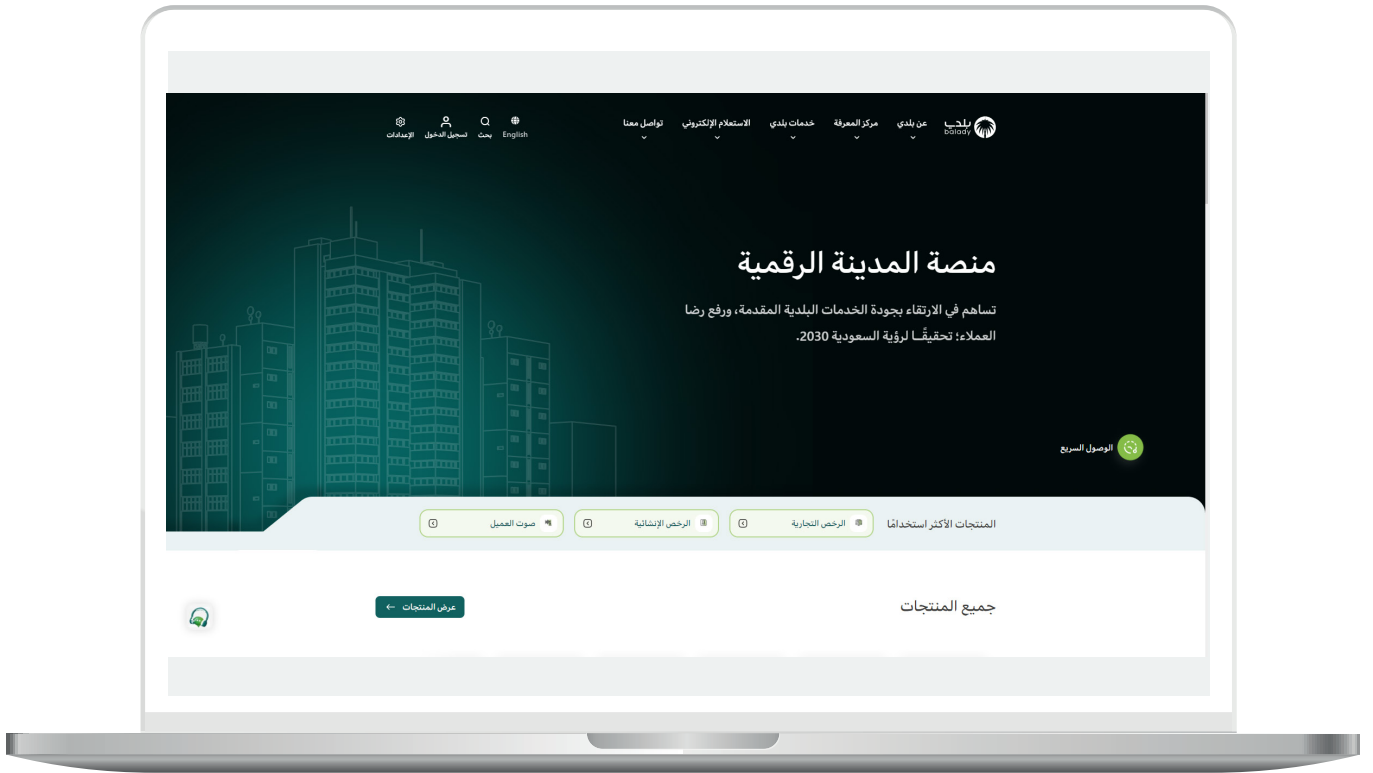 بلدي
balady
عن بلدي
مركز المعرفة
خدمات بلدي
الاستعلام الإلكتروني
تواصل معنا
English
بحث
تسجيل الدخول
الإعدادات
منصة المدينة الرقمية
تساهم في الارتقاء بجودة الخدمات البلدية المقدمة، ورفع رضا
العملاء؛ تحقيقًـا لرؤية السعودية 2030.
الوصول السريع
المنتجات الأكثر استخدامًا
الرخص التجارية
الرخص الإنشائية
صوت العميل
جميع المنتجات
عرض المنتجات